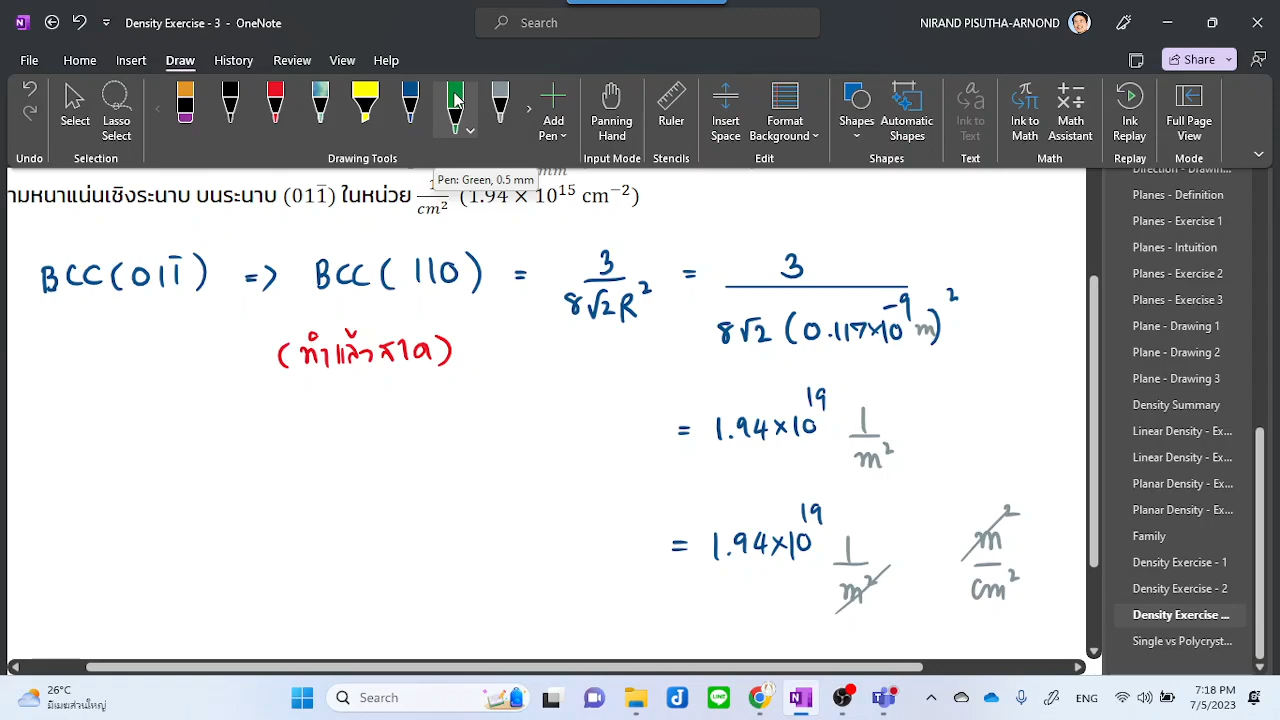 Density Exercise - 3 - OneNote
Search
NIRAND PISUTHA-ARNOND
File Home Insert Draw History Review View Help
Share
Undo
Select
Lasso Select
Selection
Drawing Tools
Add Pen
Panning Hand
Input Mode
Ruler
Stencils
Insert Space
Format Background
Edit
Shapes
Automatic Shapes
Shapes
Ink to Text
Text
Ink to Math
Math Assistant
Math
Ink Replay
Replay
Full Page View
Mode
Pen: Green, 0.5 mm
ามหนาแน่นเชิงระนาบ บนระนาบ (011̅) ในหน่วย 1/cm² (1.94 × 10¹⁵ cm⁻²)
BCC(011̅) => BCC(110) = 3/8√2R² = 3/8√2(0.117×10⁻⁹ m)²
(ทำแล้ว)
= 1.94×10¹⁹ 1/m²
= 1.94×10¹⁹ 1/m² m²/cm²
Planes - Definition
Planes - Exercise 1
Planes - Intuition
Planes - Exercise 2
Planes - Exercise 3
Plane - Drawing 1
Plane - Drawing 2
Plane - Drawing 3
Density Summary
Linear Density - Ex...
Linear Density - Ex...
Planar Density - Ex...
Planar Density - Ex...
Family
Density Exercise - 1
Density Exercise - 2
Density Exercise ...
Single vs Polycryst...
26°C
มีเมฆเป็นส่วนใหญ่
Search
ENG
7:18 PM
7/5/2023